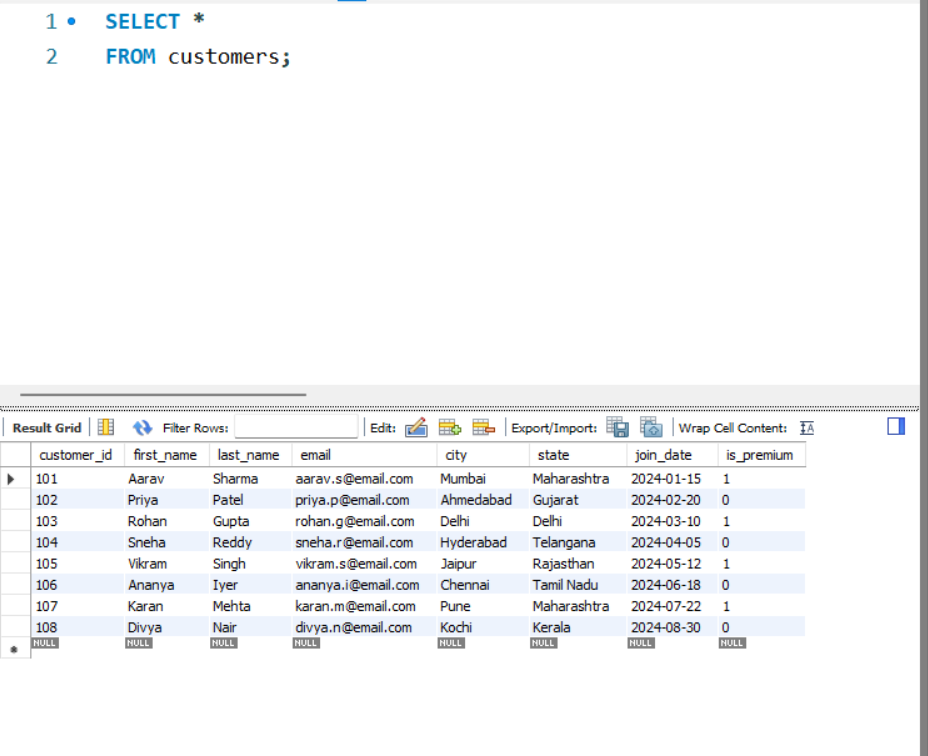 1 SELECT *
2 FROM customers;
Result Grid Filter Rows: Edit: Export/Import: Wrap Cell Content: IA
customer_id first_name last_name email city state join_date is_premium
101 Aarav Sharma aarav.s@email.com Mumbai Maharashtra 2024-01-15 1
102 Priya Patel priya.p@email.com Ahmedabad Gujarat 2024-02-20 0
103 Rohan Gupta rohan.g@email.com Delhi Delhi 2024-03-10 1
104 Sneha Reddy sneha.r@email.com Hyderabad Telangana 2024-04-05 0
105 Vikram Singh vikram.s@email.com Jaipur Rajasthan 2024-05-12 1
106 Ananya Iyer ananya.i@email.com Chennai Tamil Nadu 2024-06-18 0
107 Karan Mehta karan.m@email.com Pune Maharashtra 2024-07-22 1
108 Divya Nair divya.n@email.com Kochi Kerala 2024-08-30 0
NULL NULL NULL NULL NULL NULL NULL NULL